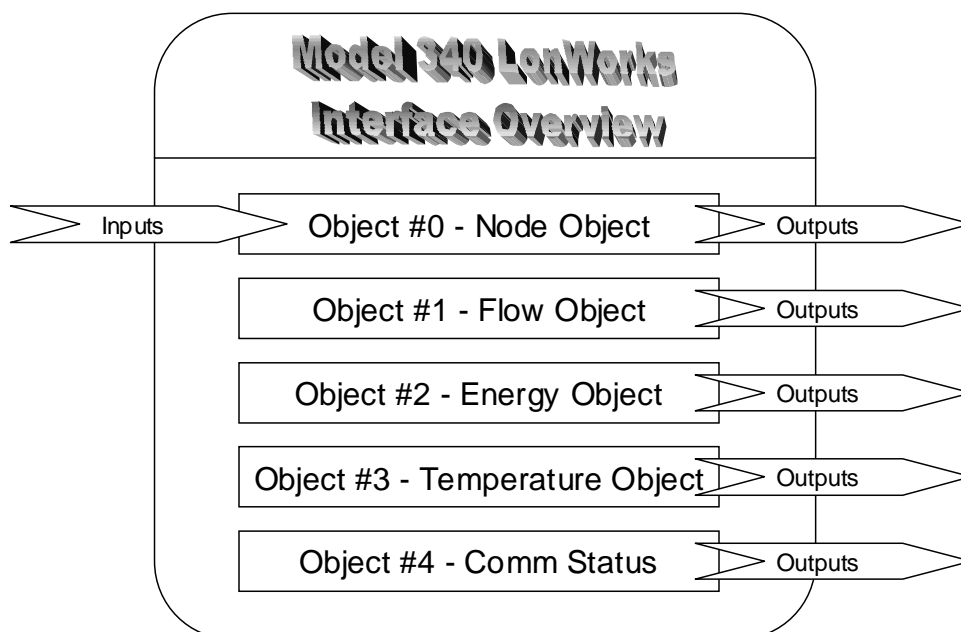 Model 340 LonWorks
Interface Overview
Inputs
Object #0 - Node Object
Outputs
Object #1 - Flow Object
Outputs
Object #2 - Energy Object
Outputs
Object #3 - Temperature Object
Outputs
Object #4 - Comm Status
Outputs